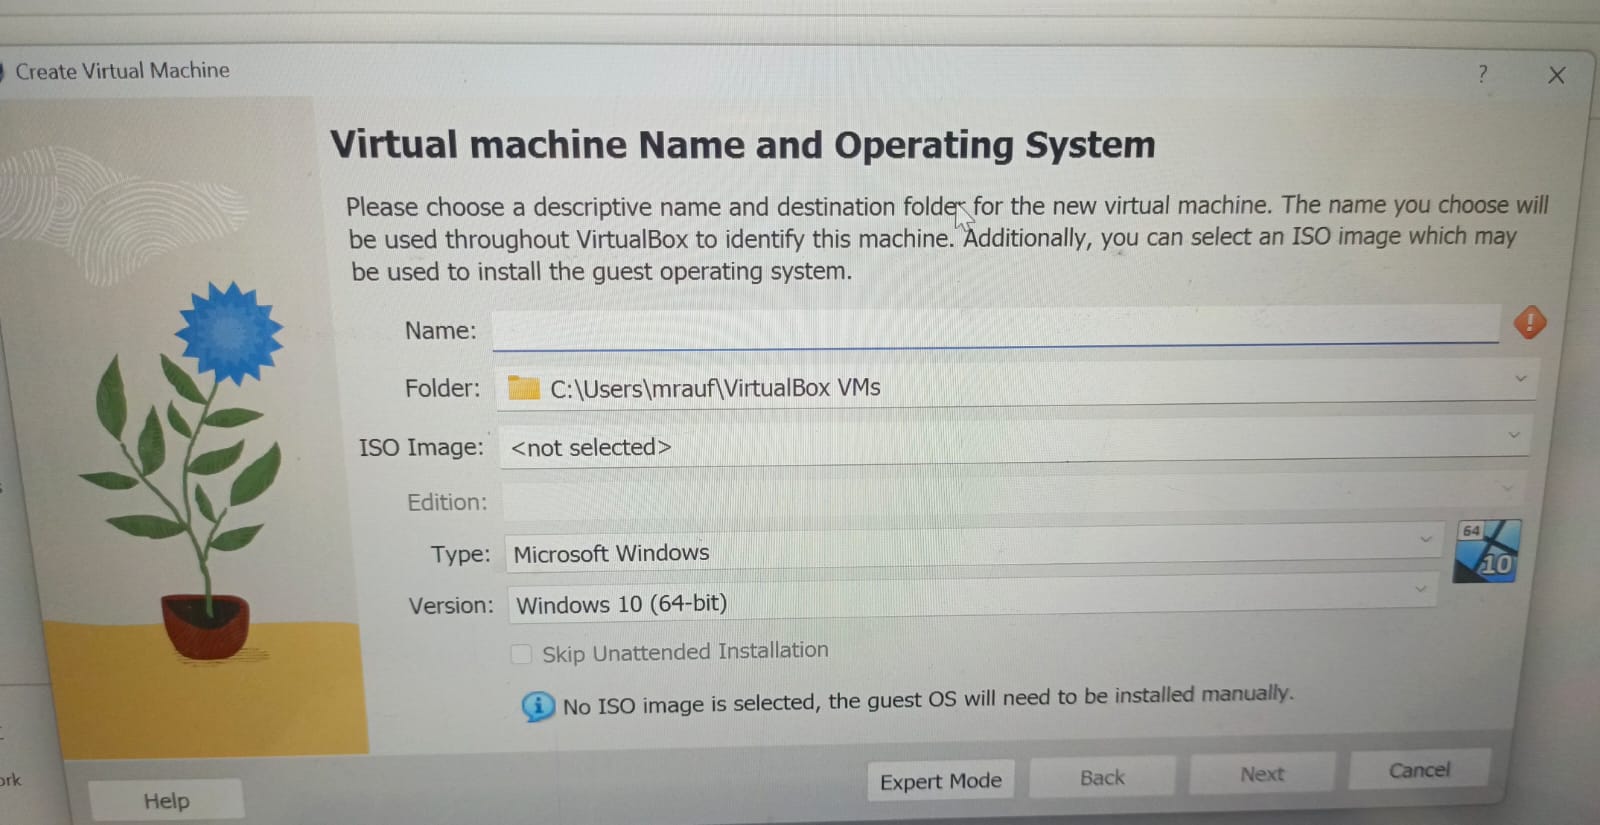 Create Virtual Machine
?
Virtual machine Name and Operating System
Please choose a descriptive name and destination folder for the new virtual machine. The name you choose will
be used throughout VirtualBox to identify this machine. Additionally, you can select an ISO image which may
be used to install the guest operating system.
Name:
Folder: C:\Users\mrauf\VirtualBox VMs
ISO Image: <not selected>
Edition:
Type: Microsoft Windows
64
10
Version: Windows 10 (64-bit)
Skip Unattended Installation
No ISO image is selected, the guest OS will need to be installed manually.
Help
Expert Mode
Back
Next
Cancel